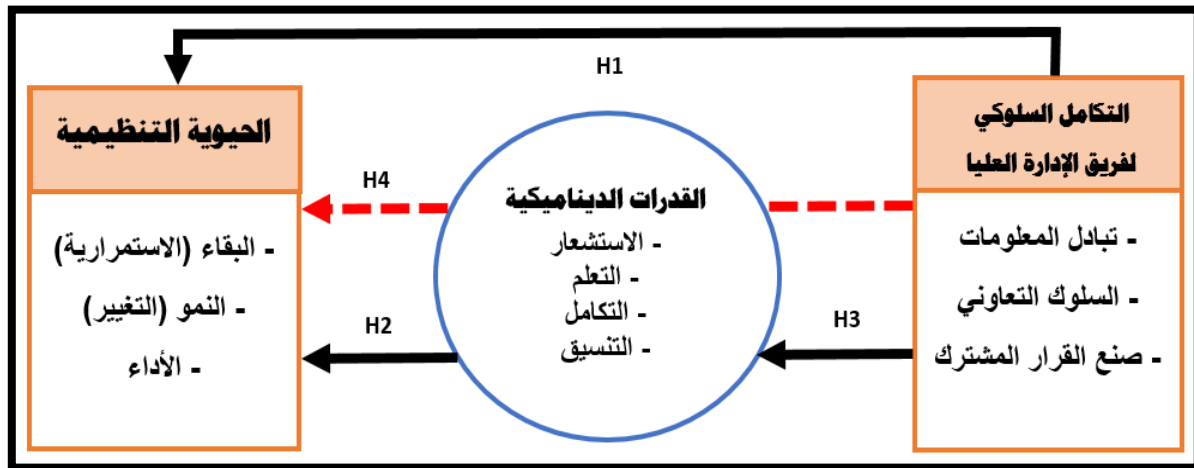 H1
التكامل السلوكي
لفريق الإدارة العليا
- تبادل المعلومات
- السلوك التعاوني
- صنع القرار المشترك
H3
القدرات الديناميكية
- الاستشعار
- التعلم
- التكامل
- التنسيق
H4
H2
الحيوية التنظيمية
- البقاء (الاستمرارية)
- النمو (التغيير)
- الأداء